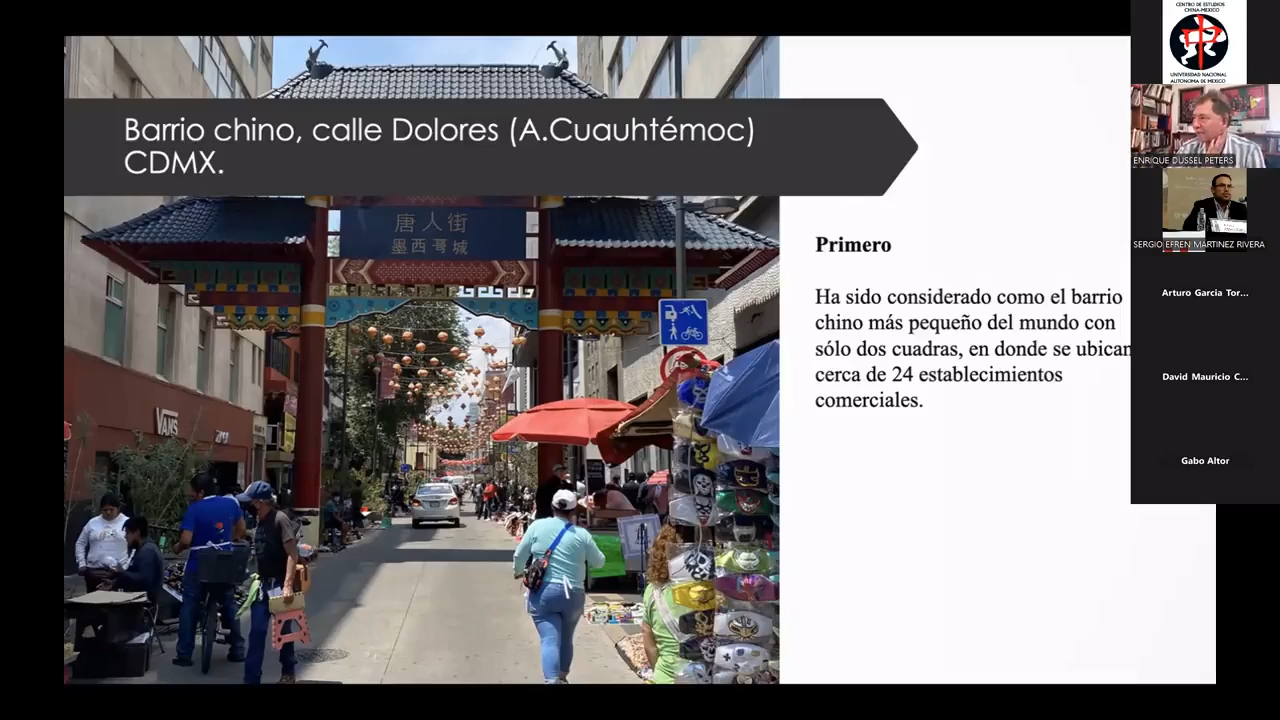 Barrio chino, calle Dolores (A.Cuauhtémoc)
CDMX.
唐人街
墨西哥城
VANS
Primero
Ha sido considerado como el barrio
chino más pequeño del mundo con
sólo dos cuadras, en donde se ubican
cerca de 24 establecimientos
comerciales.
CENTRO DE ESTUDIOS
CHINA-MEXICO
UNIVERSIDAD NACIONAL
AUTONOMA DE MEXICO
ENRIQUE DUSSEL PETERS
SERGIO EFREN MARTINEZ RIVERA
Arturo Garcia Tor...
David Mauricio C...
Gabo Altor